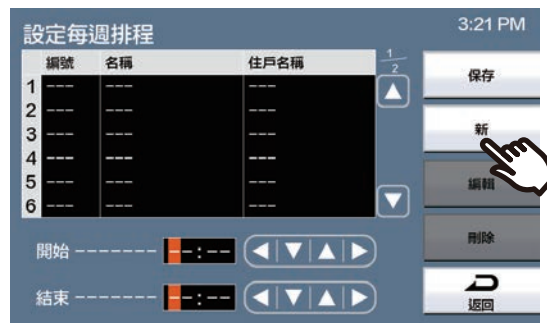 設定每週排程 3:21 PM
編號 名稱 住戶名稱 1/2
1 --- --- ---
2 --- --- ---
3 --- --- ---
4 --- --- ---
5 --- --- ---
6 --- --- ---
開始 ------- --:--
結束 ------- --:--
保存
新
編輯
刪除
返回